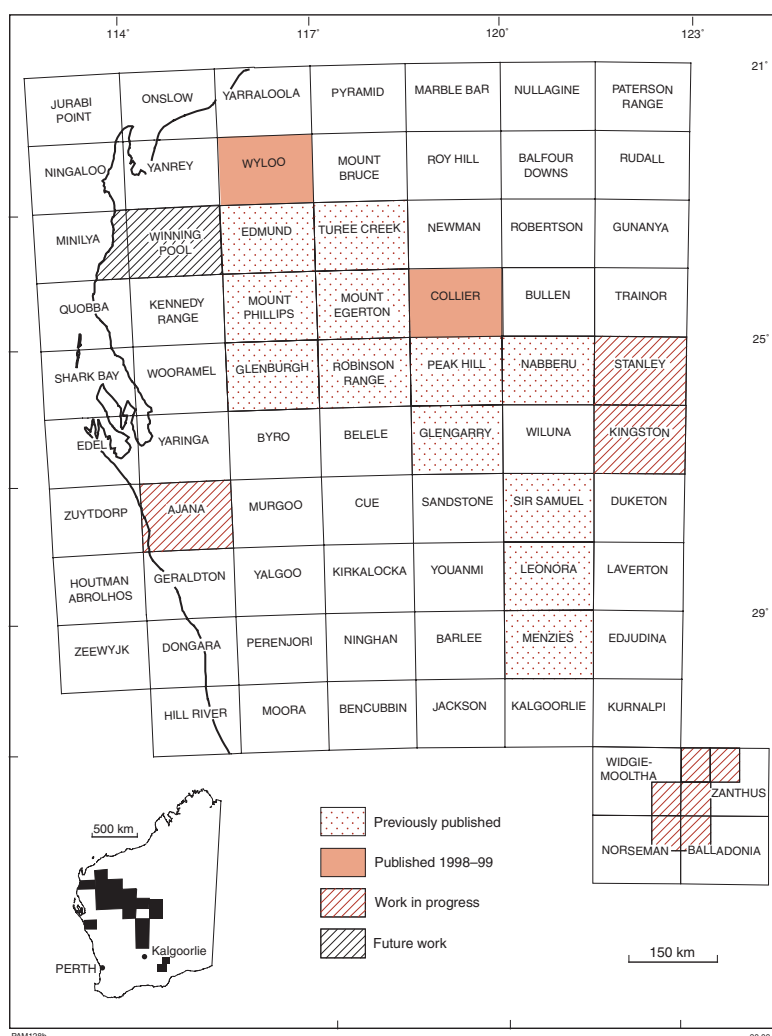 114° 117° 120° 123°
21°
JURABI
POINT
ONSLOW
YARRALOOLA
PYRAMID
MARBLE BAR
NULLAGINE
PATERSON
RANGE
NINGALOO
YANREY
WYLOO
MOUNT
BRUCE
ROY HILL
BALFOUR
DOWNS
RUDALL
MINILYA
WINNING
POOL
EDMUND
TUREE CREEK
NEWMAN
ROBERTSON
GUNANYA
QUOBBA
KENNEDY
RANGE
MOUNT
PHILLIPS
MOUNT
EGERTON
COLLIER
BULLEN
TRAINOR
25°
SHARK BAY
WOORAMEL
GLENBURGH
ROBINSON
RANGE
PEAK HILL
NABBERU
STANLEY
EDEL
YARINGA
BYRO
BELELE
GLENGARRY
WILUNA
KINGSTON
ZUYTDORP
AJANA
MURGOO
CUE
SANDSTONE
SIR SAMUEL
DUKETON
HOUTMAN
ABROLHOS
GERALDTON
YALGOO
KIRKALOCKA
YOUANMI
LEONORA
LAVERTON
29°
ZEEWYJK
DONGARA
PERENJORI
NINGHAN
BARLEE
MENZIES
EDJUDINA
HILL RIVER
MOORA
BENCUBBIN
JACKSON
KALGOORLIE
KURNALPI
WIDGIE-
MOOLTHA
ZANTHUS
NORSEMAN
BALLADONIA
500 km
Kalgoorlie
PERTH
Previously published
Published 1998–99
Work in progress
Future work
150 km